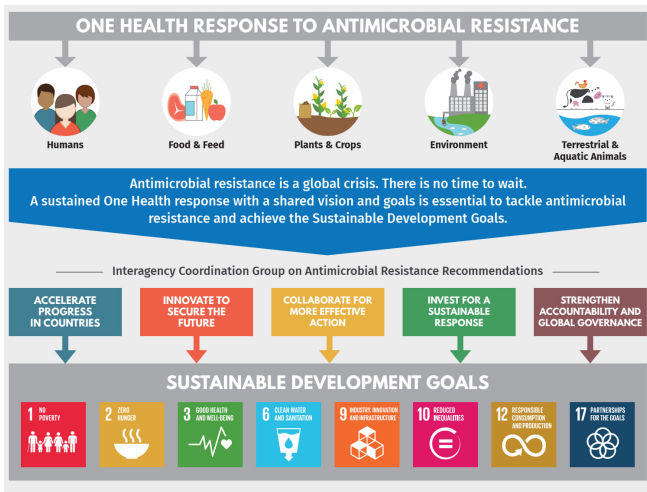 ONE HEALTH RESPONSE TO ANTIMICROBIAL RESISTANCE
Humans
Food & Feed
Plants & Crops
Environment
Terrestrial &
Aquatic Animals
Antimicrobial resistance is a global crisis. There is no time to wait.
A sustained One Health response with a shared vision and goals is essential to tackle antimicrobial
resistance and achieve the Sustainable Development Goals.
Interagency Coordination Group on Antimicrobial Resistance Recommendations
ACCELERATE
PROGRESS
IN COUNTRIES
INNOVATE TO
SECURE THE
FUTURE
COLLABORATE FOR
MORE EFFECTIVE
ACTION
INVEST FOR A
SUSTAINABLE
RESPONSE
STRENGTHEN
ACCOUNTABILITY AND
GLOBAL GOVERNANCE
SUSTAINABLE DEVELOPMENT GOALS
1 NO
POVERTY
2 ZERO
HUNGER
3 GOOD HEALTH
AND WELL-BEING
6 CLEAN WATER
AND SANITATION
9 INDUSTRY, INNOVATION
AND INFRASTRUCTURE
10 REDUCED
INEQUALITIES
12 RESPONSIBLE
CONSUMPTION
AND PRODUCTION
17 PARTNERSHIPS
FOR THE GOALS